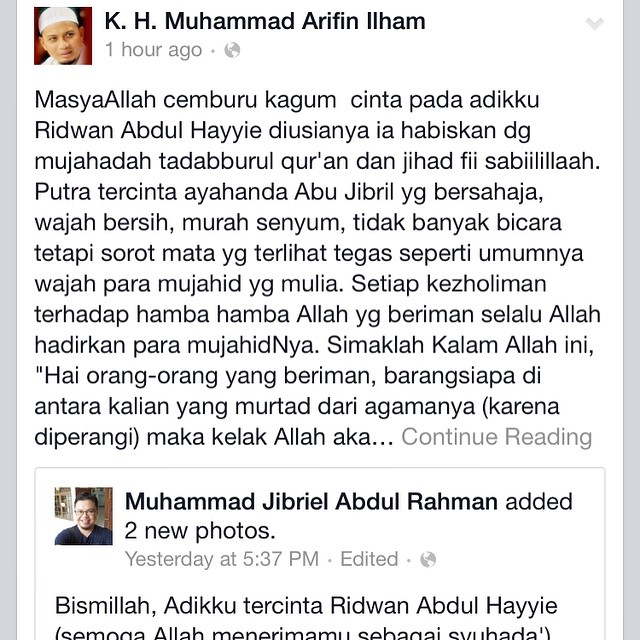 K. H. Muhammad Arifin Ilham
1 hour ago ·
MasyaAllah cemburu kagum  cinta pada adikku
Ridwan Abdul Hayyie diusianya ia habiskan dg
mujahadah tadabburul qur'an dan jihad fii sabiilillaah.
Putra tercinta ayahanda Abu Jibril yg bersahaja,
wajah bersih, murah senyum, tidak banyak bicara
tetapi sorot mata yg terlihat tegas seperti umumnya
wajah para mujahid yg mulia. Setiap kezholiman
terhadap hamba hamba Allah yg beriman selalu Allah
hadirkan para mujahidNya. Simaklah Kalam Allah ini,
"Hai orang-orang yang beriman, barangsiapa di
antara kalian yang murtad dari agamanya (karena
diperangi) maka kelak Allah aka... Continue Reading
Muhammad Jibriel Abdul Rahman added
2 new photos.
Yesterday at 5:37 PM · Edited ·
Bismillah, Adikku tercinta Ridwan Abdul Hayyie
(semoga Allah menerimamu sebagai syuhada')